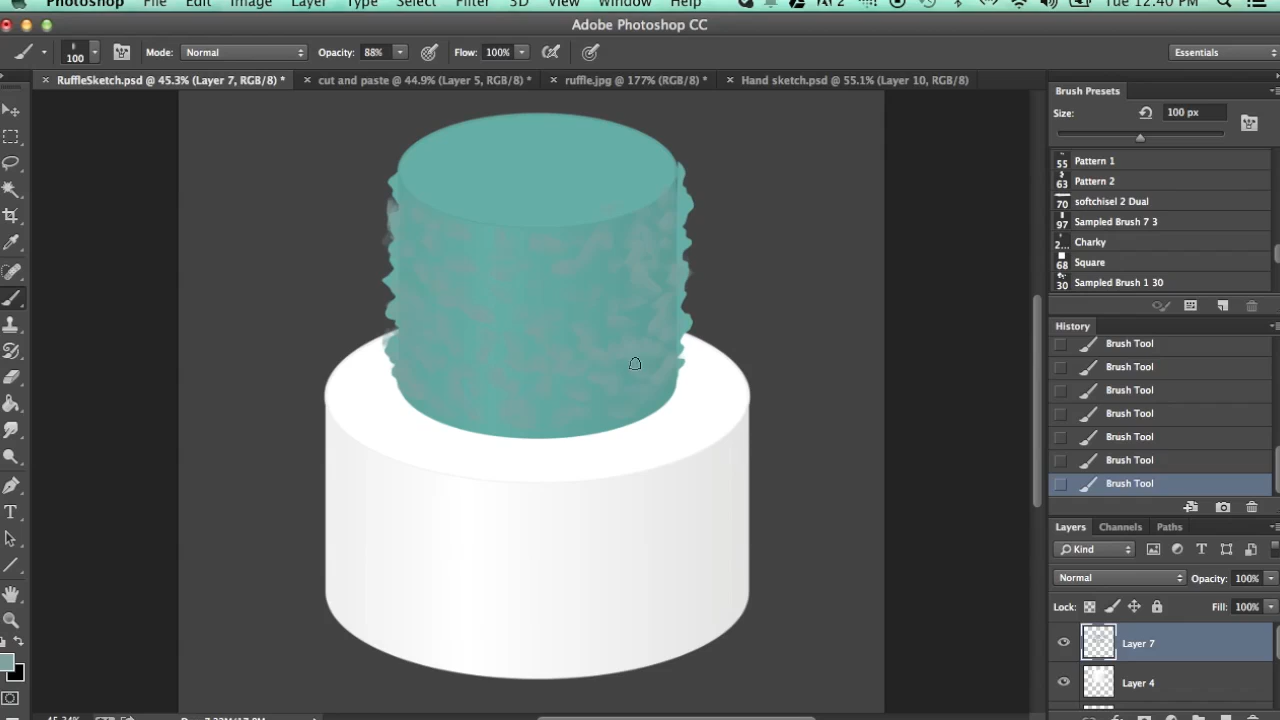 Photoshop File Edit Image Layer Type Select Filter 3D View Window Help Tue 12:40 PM
Adobe Photoshop CC
100 Mode: Normal Opacity: 88% Flow: 100% Essentials
RuffleSketch.psd @ 45.3% (Layer 7, RGB/8) * cut and paste @ 44.9% (Layer 5, RGB/8) * ruffle.jpg @ 177% (RGB/8) * Hand sketch.psd @ 55.1% (Layer 10, RGB/8)
Brush Presets
Size: 100 px
55 Pattern 1
63 Pattern 2
70 softchisel 2 Dual
97 Sampled Brush 7 3
2... Charky
68 Square
30 Sampled Brush 1 30
History
Brush Tool
Brush Tool
Brush Tool
Brush Tool
Brush Tool
Brush Tool
Brush Tool
Layers Channels Paths
Kind
Normal Opacity: 100%
Lock: Fill: 100%
Layer 7
Layer 4